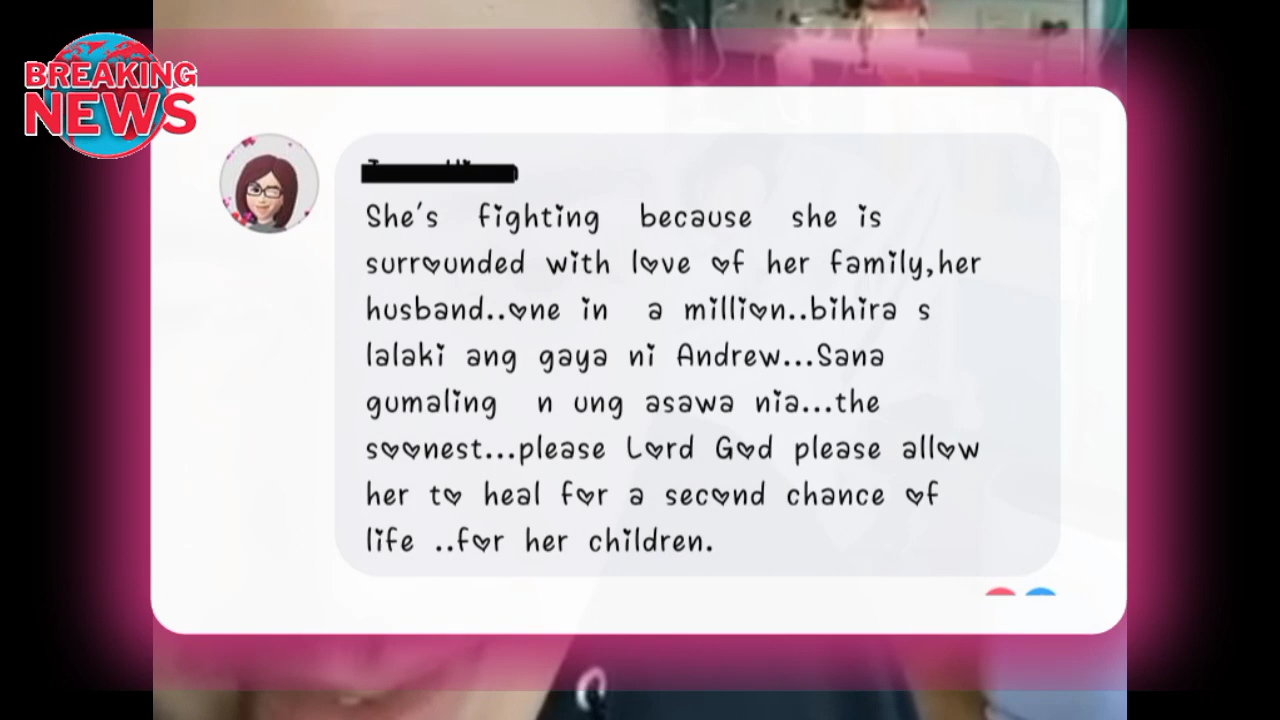 BREAKING
NEWS
She's fighting because she is
surrounded with love of her family,her
husband..one in a million..bihira s
lalaki ang gaya ni Andrew...Sana
gumaling n ung asawa nia...the
soonest...please Lord God please allow
her to heal for a second chance of
life ..for her children.